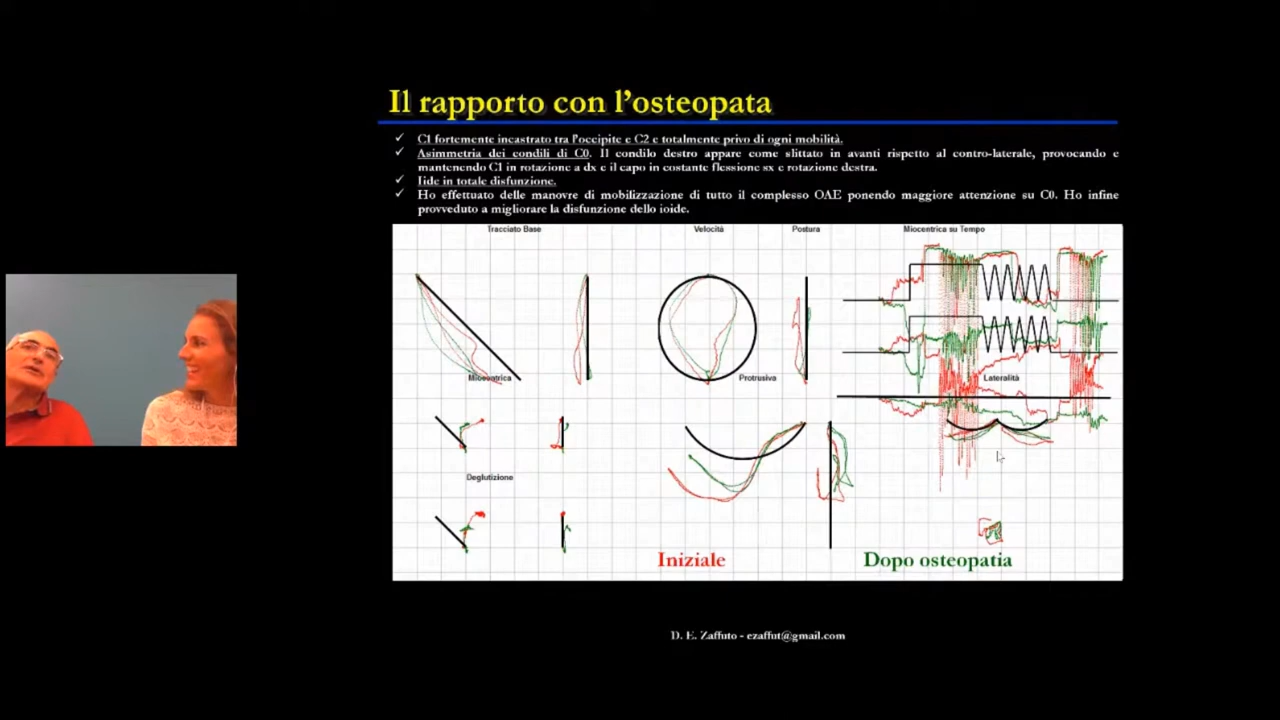 Il rapporto con l'osteopata
✓ C1 fortemente incastrato tra l'occipite e C2 e totalmente privo di ogni mobilità.
✓ Asimmetria dei condili di C0. Il condilo destro appare come slittato in avanti rispetto al contro-laterale, provocando e
mantenendo C1 in rotazione a dx e il capo in costante flessione sx e rotazione destra.
✓ Iide in totale disfunzione.
✓ Ho effettuato delle manovre di mobilizzazione di tutto il complesso OAE ponendo maggiore attenzione su C0. Ho infine
provveduto a migliorare la disfunzione dello ioide.
Tracciato Base
Velocità
Postura
Miocentrica su Tempo
Miocentrica
Protrusiva
Lateralità
Deglutizione
Iniziale
Dopo osteopatia
D. E. Zaffuto - ezaffut@gmail.com